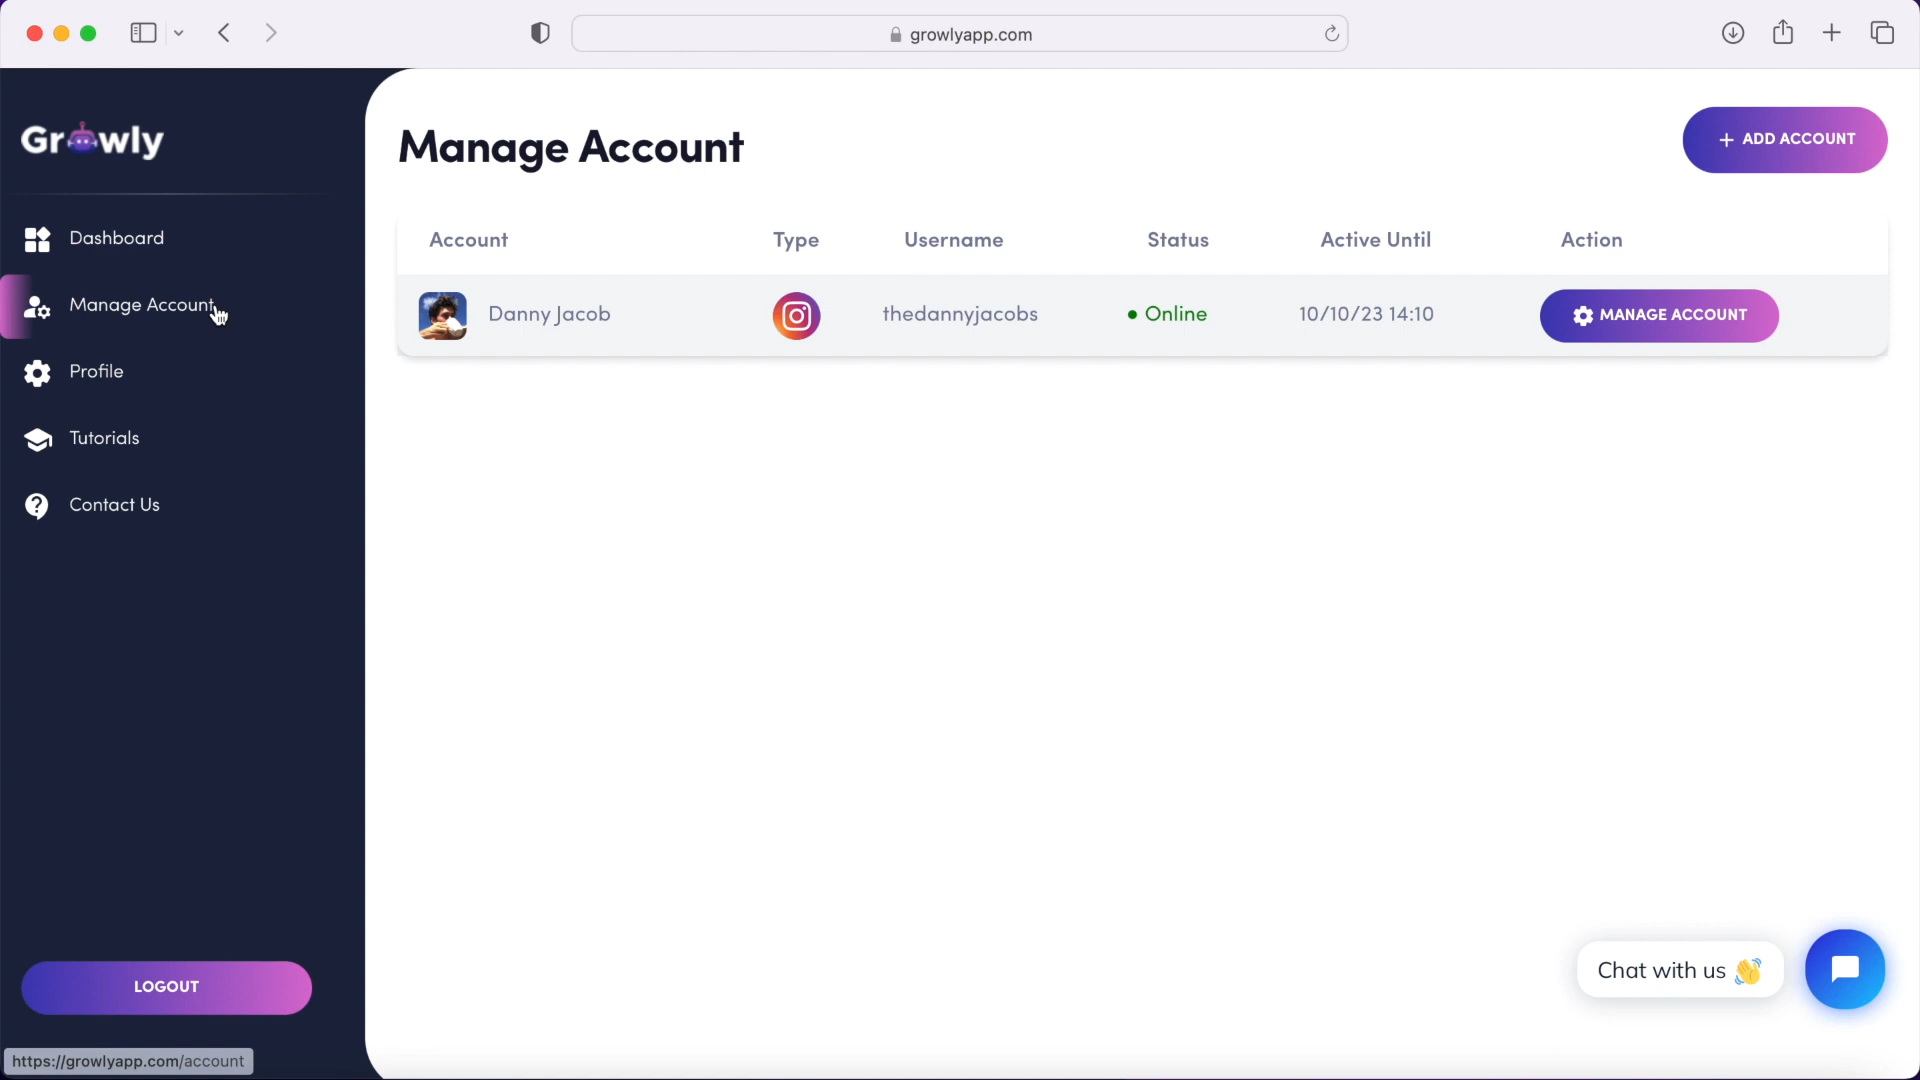 growlyapp.com
Growly
Dashboard
Manage Account
Profile
Tutorials
Contact Us
LOGOUT
https://growlyapp.com/account
Manage Account
+ ADD ACCOUNT
Account Type Username Status Active Until Action
Danny Jacob thedannyjacobs Online 10/10/23 14:10 MANAGE ACCOUNT
Chat with us 👋